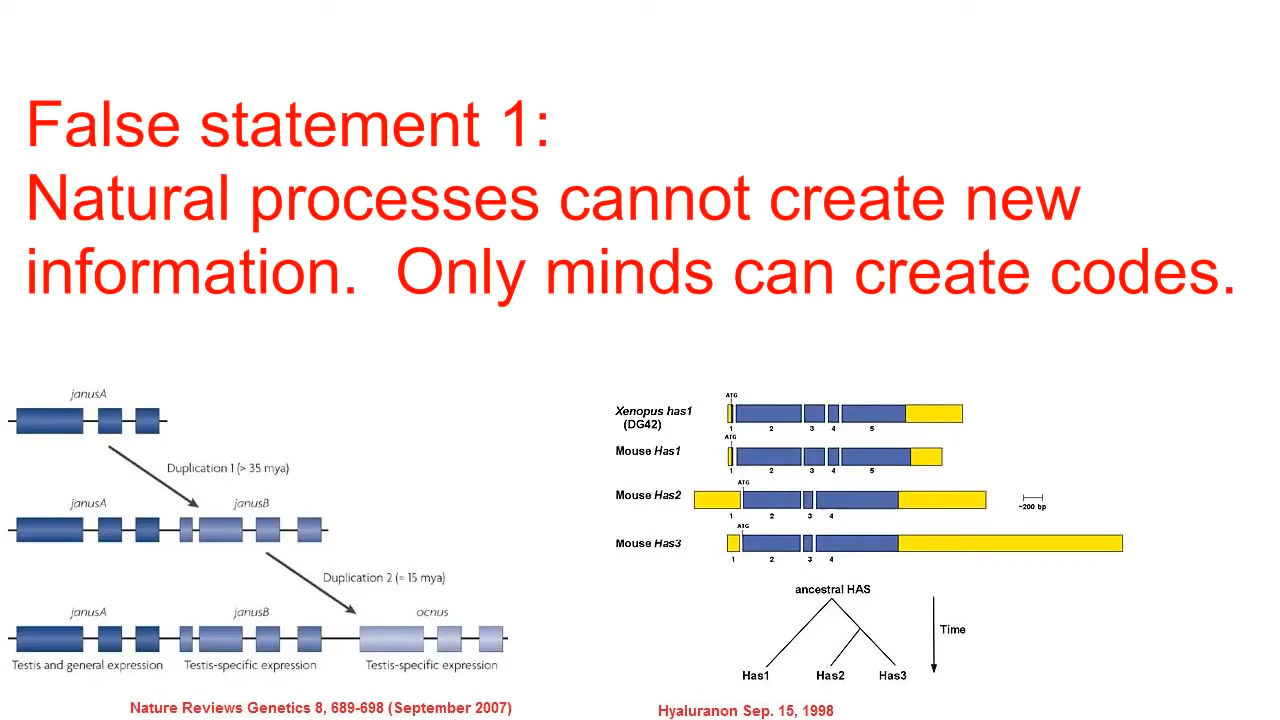 False statement 1:
Natural processes cannot create new
information.  Only minds can create codes.
janusA
Duplication 1 (> 35 mya)
janusA
janusB
Duplication 2 (≈ 15 mya)
janusA
janusB
ocnus
Testis and general expression
Testis-specific expression
Testis-specific expression
Nature Reviews Genetics 8, 689-698 (September 2007)
ATG
Xenopus has1
(DG42)
1 2 3 4 5
ATG
Mouse Has1
1 2 3 4 5
ATG
Mouse Has2
1 2 3 4
~200 bp
ATG
Mouse Has3
1 2 3 4
ancestral HAS
Time
Has1 Has2 Has3
Hyaluronon Sep. 15, 1998